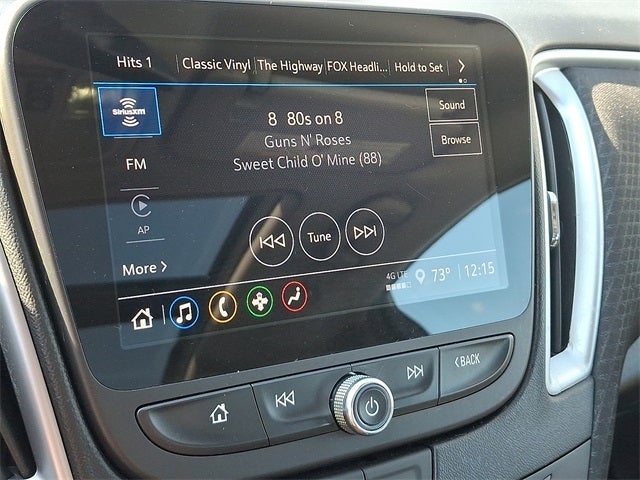 Hits 1 Classic Vinyl The Highway FOX Headli... Hold to Set
SiriusXM
8 80s on 8
Sound
Guns N' Roses
Browse
FM
Sweet Child O' Mine (88)
AP
Tune
More
4G LTE
73° 12:15
BACK